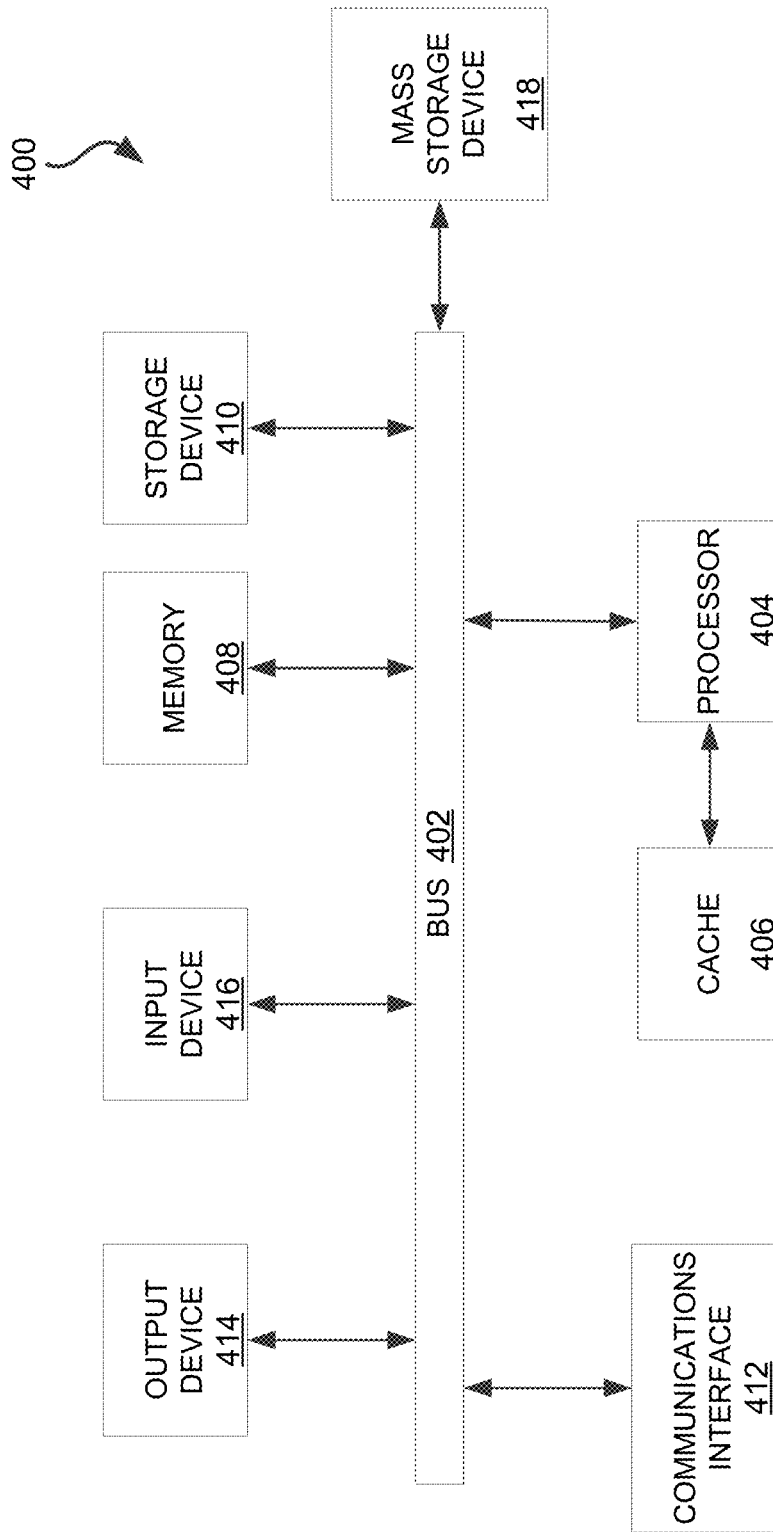 400
OUTPUT
DEVICE
414
INPUT
DEVICE
416
MEMORY
408
STORAGE
DEVICE
410
MASS
STORAGE
DEVICE
418
BUS 402
COMMUNICATIONS
INTERFACE
412
CACHE
406
PROCESSOR
404